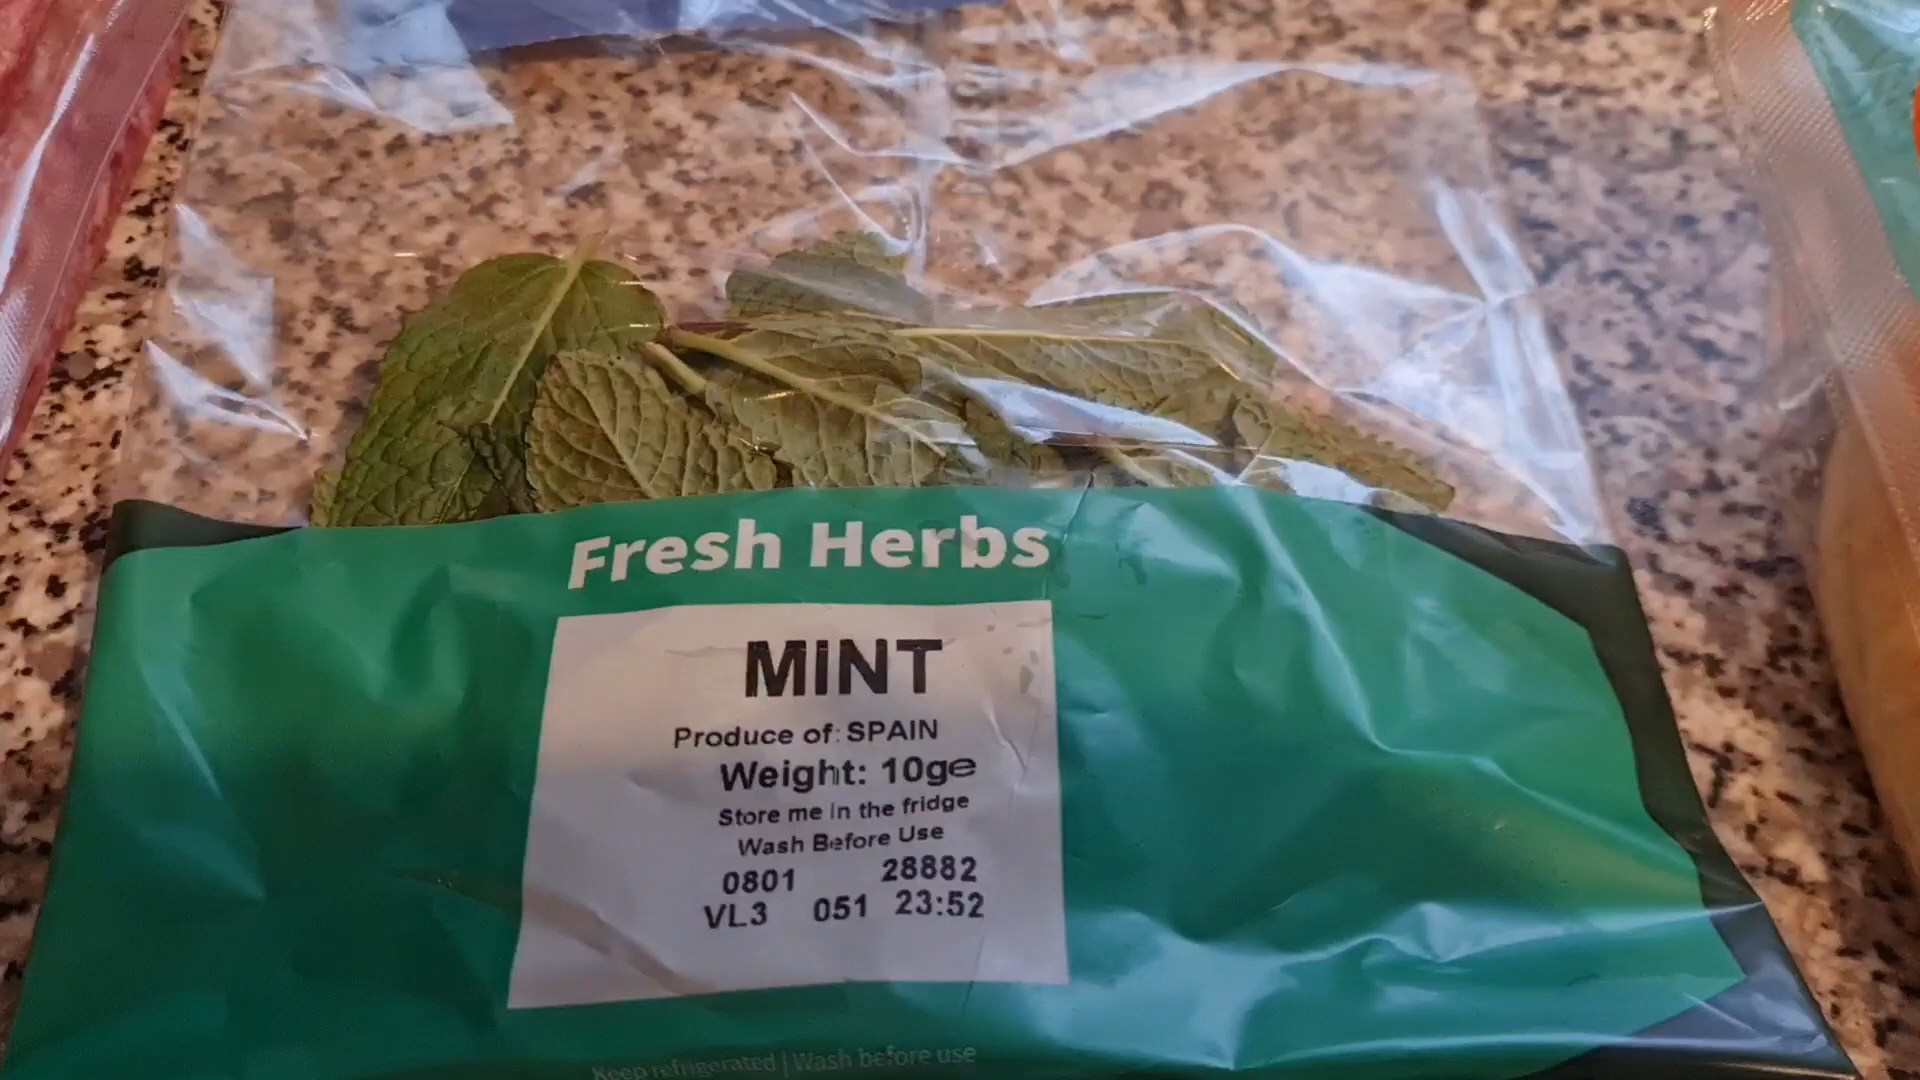 Fresh Herbs
MINT
Produce of: SPAIN
Weight: 10g℮
Store me in the fridge
Wash Before Use
0801 28882
VL3 051 23:52
Keep refrigerated | Wash before use